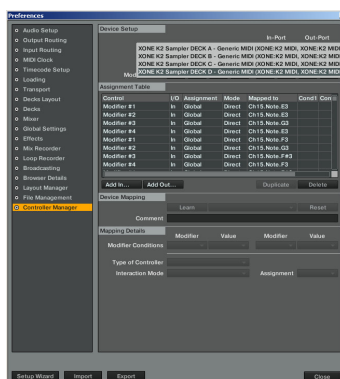 Preferences
Audio Setup
Output Routing
Input Routing
MIDI Clock
Timecode Setup
Loading
Transport
Decks Layout
Decks
Mixer
Global Settings
Effects
Mix Recorder
Loop Recorder
Broadcasting
Browser Details
Layout Manager
File Management
Controller Manager
Device Setup
In-Port Out-Port
XONE K2 Sampler DECK A - Generic MIDI (XONE:K2 MIDI, XONE:K2 MIDI
XONE K2 Sampler DECK B - Generic MIDI (XONE:K2 MIDI, XONE:K2 MIDI
XONE K2 Sampler DECK C - Generic MIDI (XONE:K2 MIDI, XONE:K2 MIDI
XONE K2 Sampler DECK D - Generic MIDI (XONE:K2 MIDI, XONE:K2 MIDI
Mod
Assignment Table
Control I/O Assignment Mode Mapped to Cond1 Con
Modifier #1 In Global Direct Ch15.Note.E3
Modifier #2 In Global Direct Ch15.Note.E3
Modifier #3 In Global Direct Ch15.Note.G3
Modifier #1 In Global Direct Ch15.Note.E3
Modifier #2 In Global Direct Ch15.Note.G3
Modifier #3 In Global Direct Ch15.Note.F#3
Modifier #4 In Global Direct Ch15.Note.F#3
Add In... Add Out... Duplicate Delete
Device Mapping
Learn Reset
Comment
Mapping Details
Modifier Value Modifier Value
Modifier Conditions
Type of Controller
Interaction Mode Assignment
Setup Wizard Import Export Close